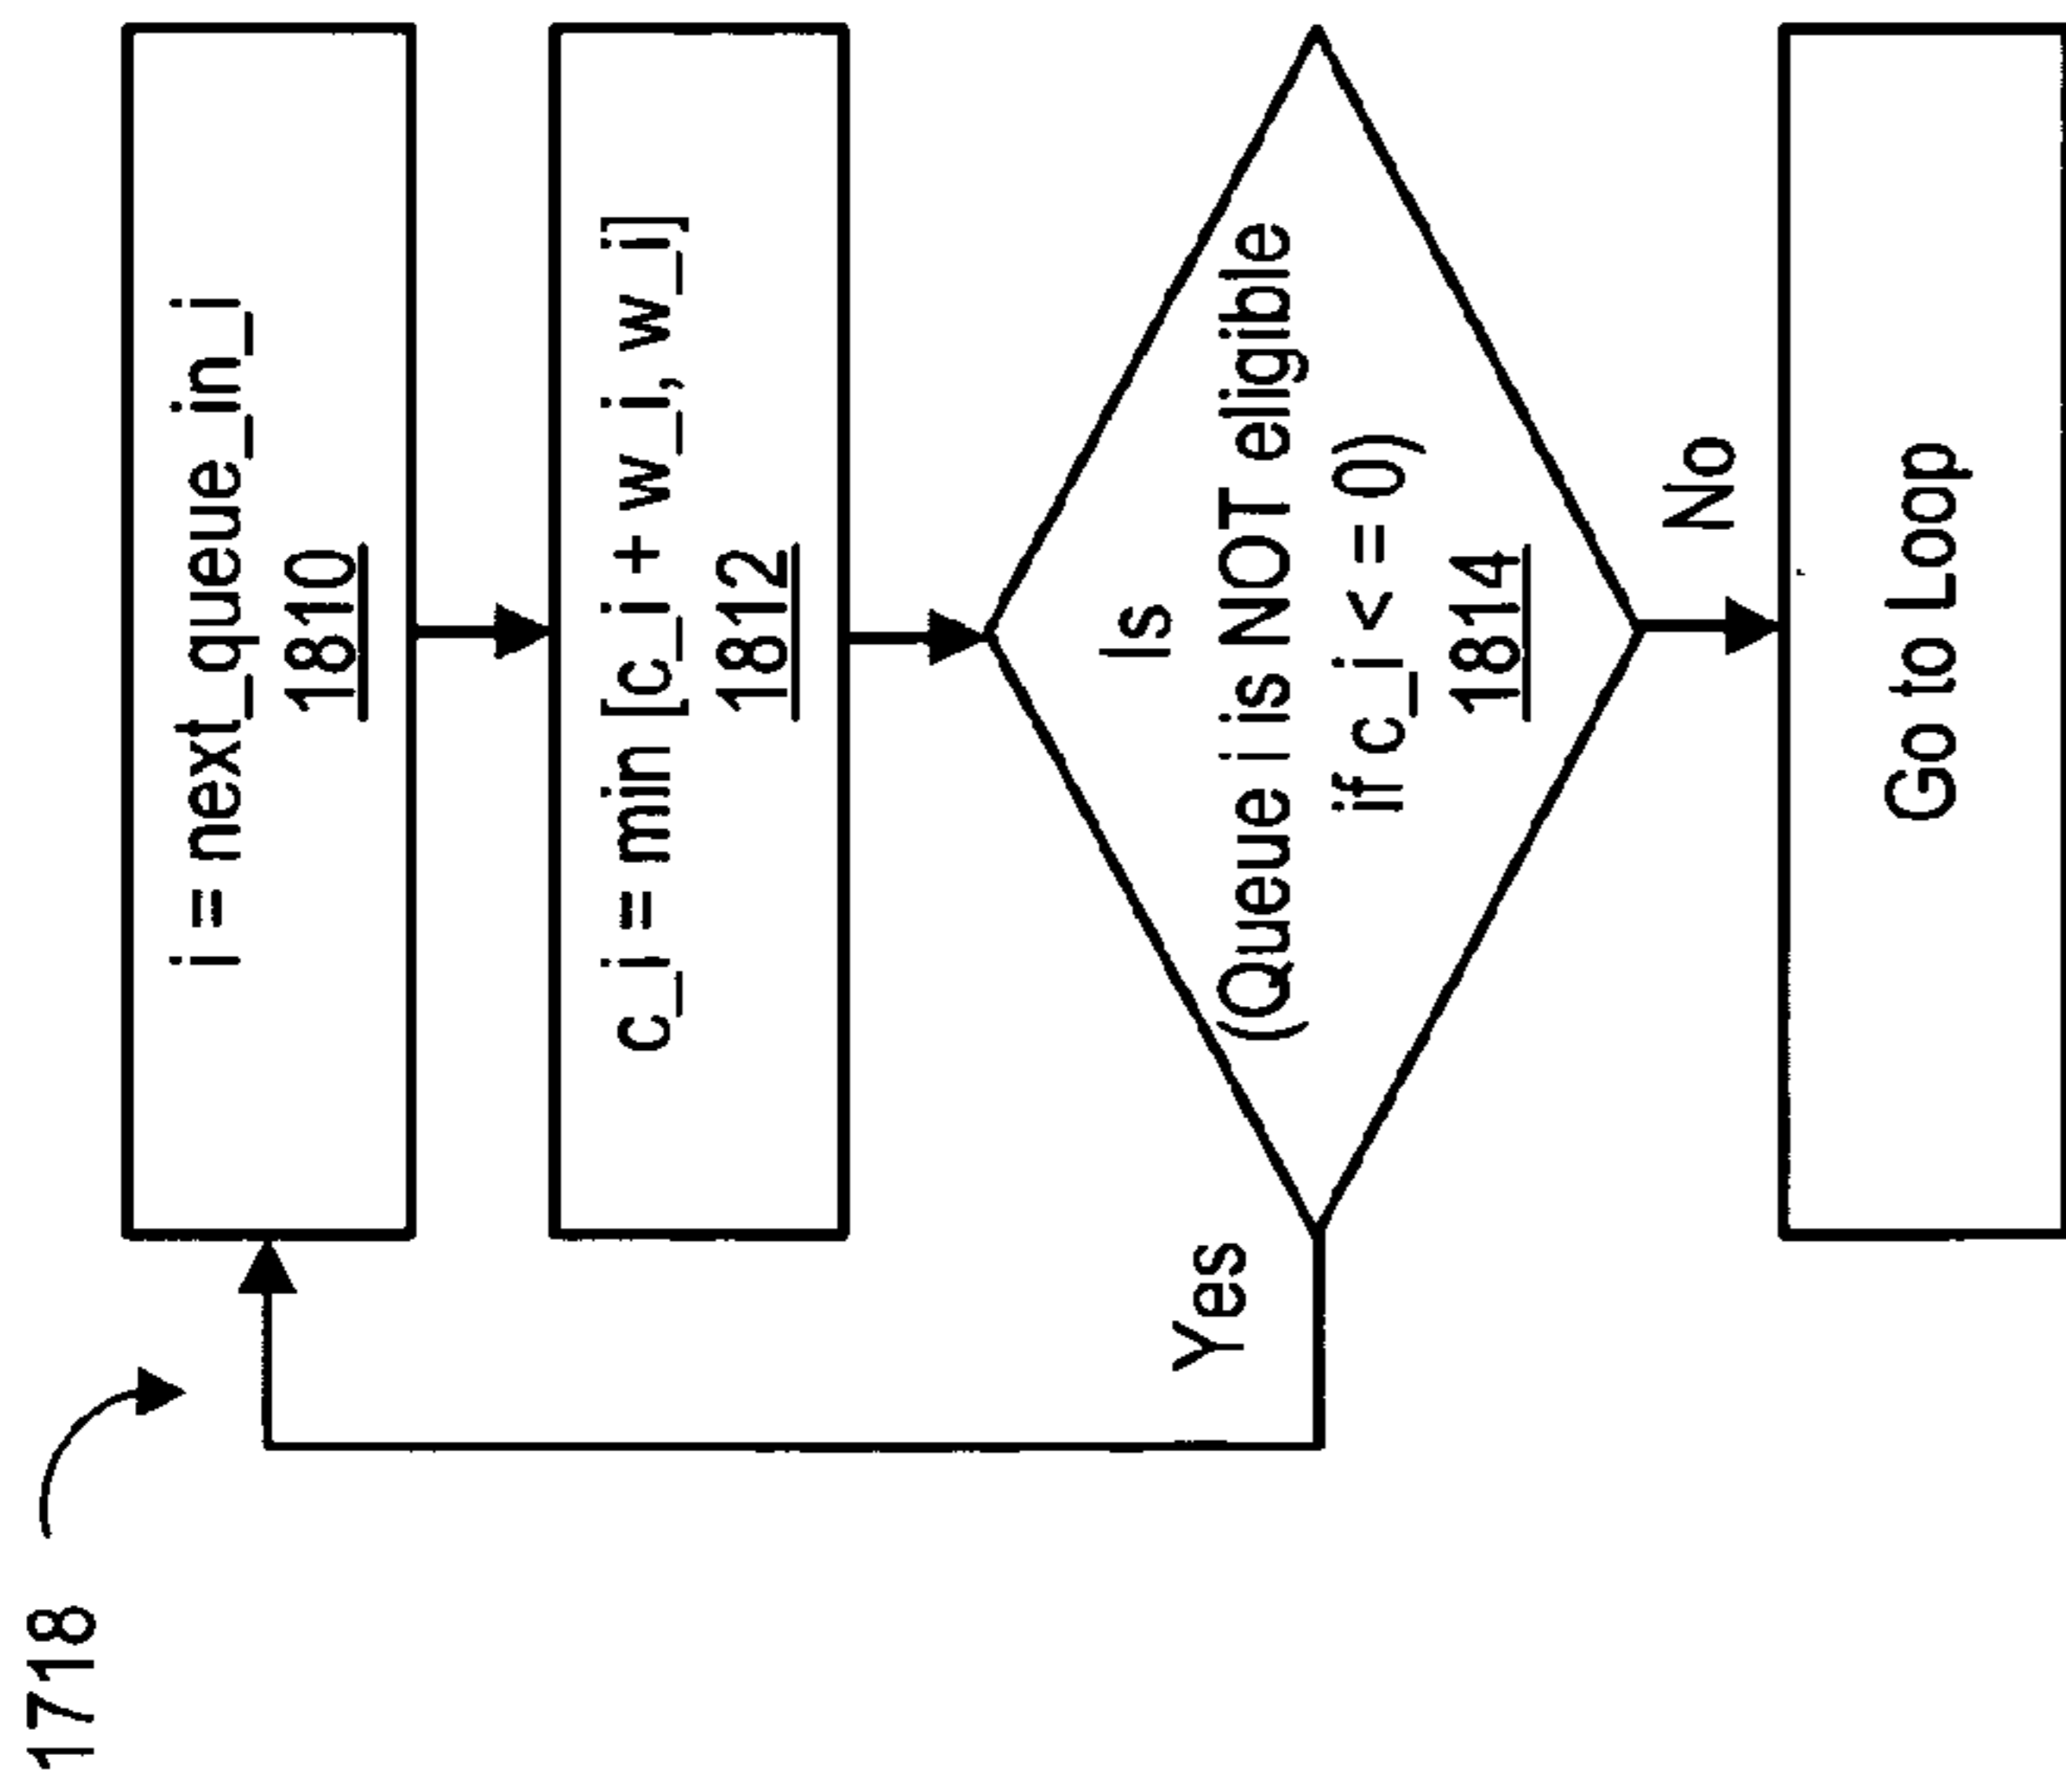 1718
i = next_queue_in_i
1810
c_i = min [c_i + w_i, w_i]
1812
Is
(Queue i is NOT eligible
if c_i < = 0)
1814
Yes
No
Go to Loop